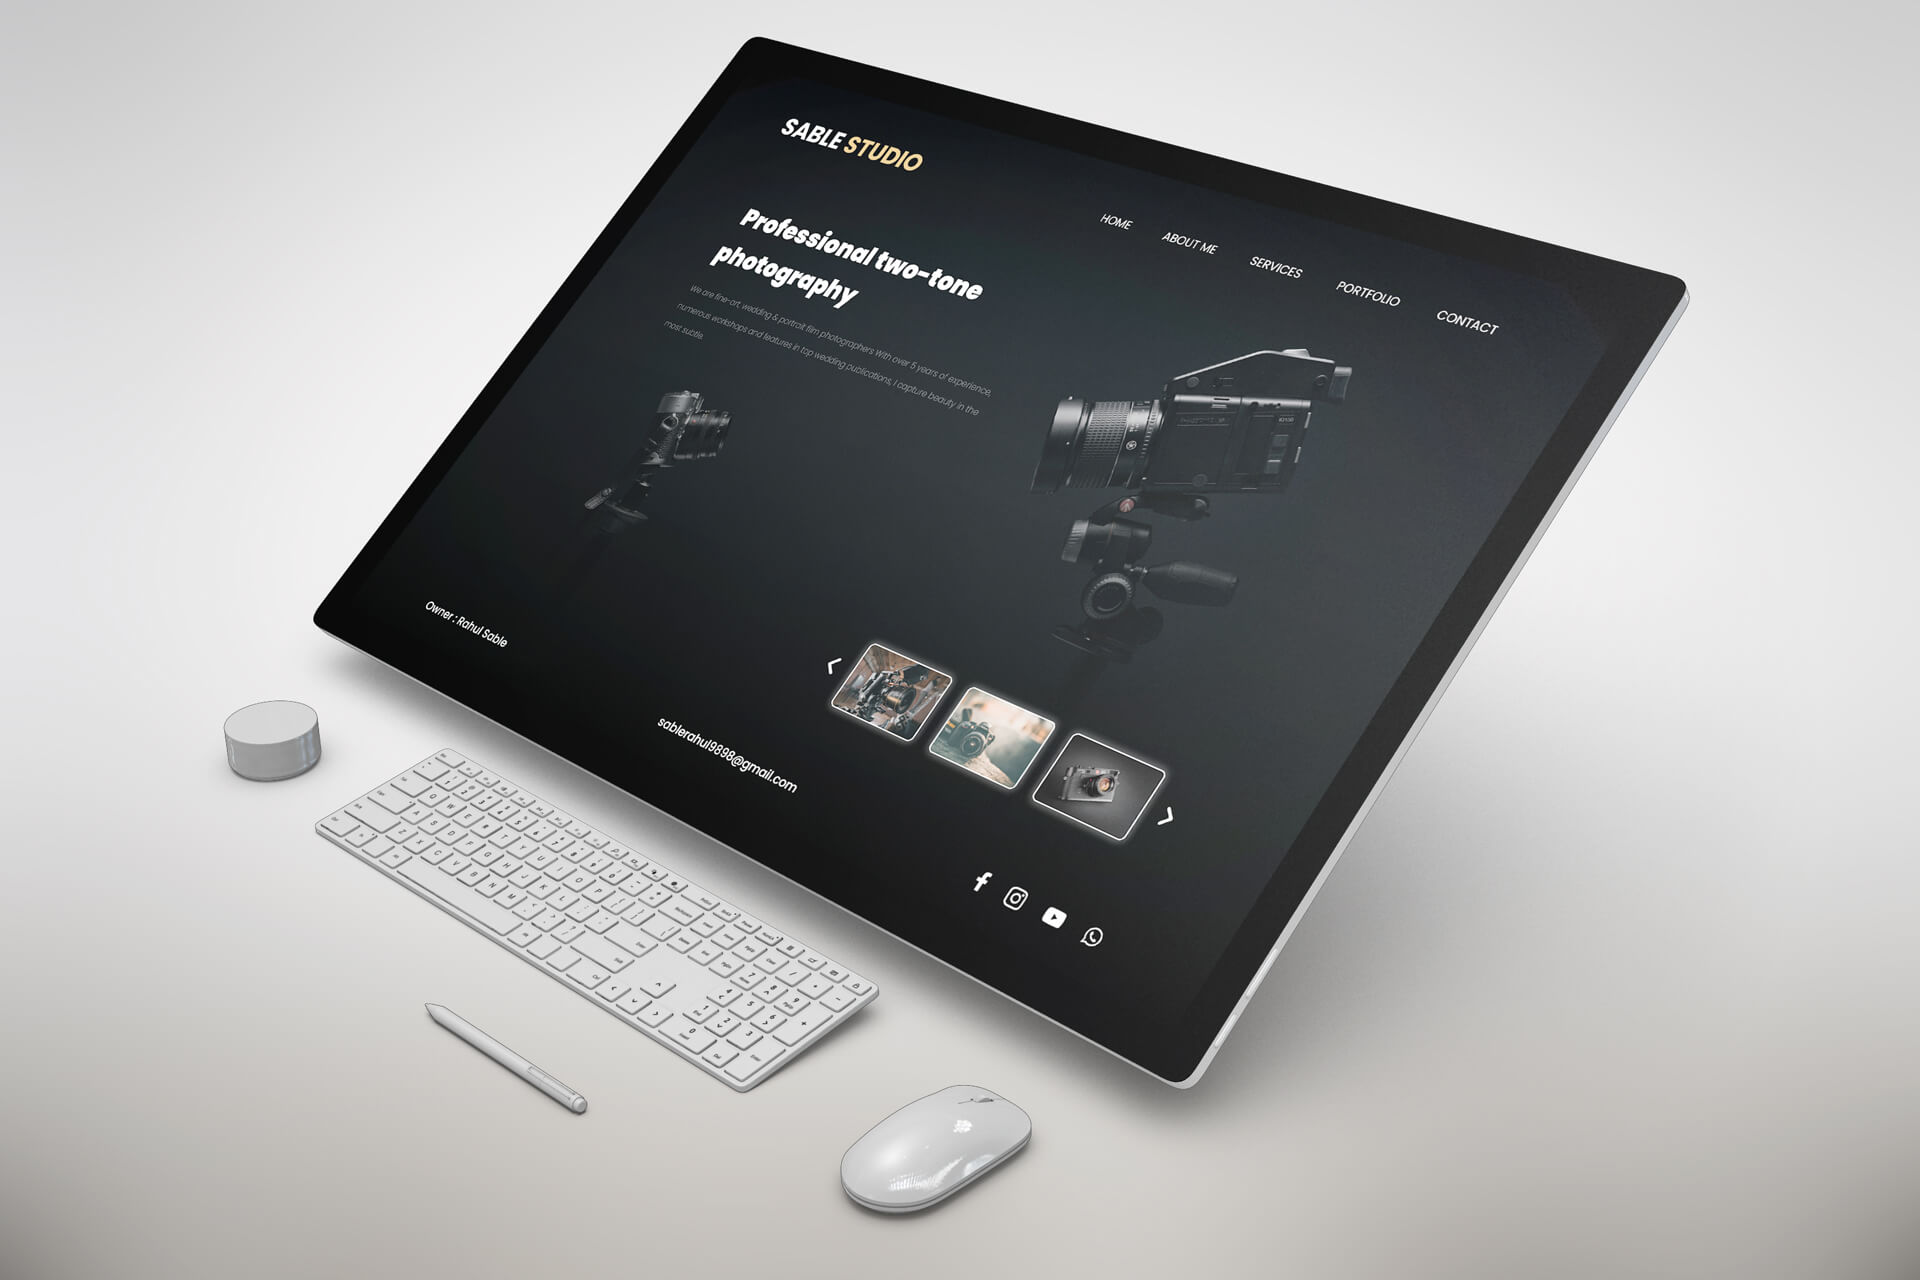 SABLE STUDIO
HOME
ABOUT ME
SERVICES
PORTFOLIO
CONTACT
Professional two-tone
photography
We are fine-art, wedding & portrait film photographers With over 5 years of experience,
numerous workshops and features in top wedding publications, I capture beauty in the
most subtle.
Owner : Rahul Sable
sablerahul9898@gmail.com